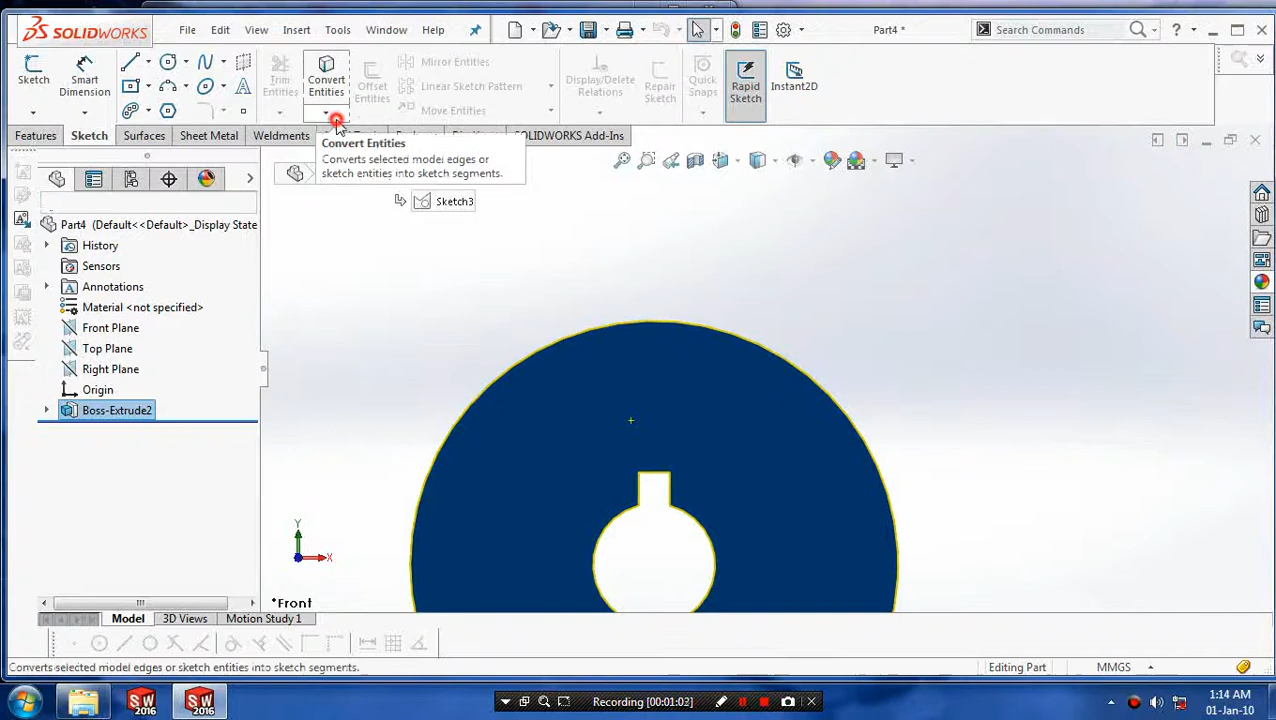 SOLIDWORKS File Edit View Insert Tools Window Help Part4 * Search Commands ?
Sketch Smart Dimension Trim Entities Convert Entities Offset Entities Mirror Entities Linear Sketch Pattern Move Entities Display/Delete Relations Repair Sketch Quick Snaps Rapid Sketch Instant2D
Features Sketch Surfaces Sheet Metal Weldments SOLIDWORKS Add-Ins
Convert Entities
Converts selected model edges or
sketch entities into sketch segments.
Sketch3
Part4 (Default<<Default>_Display State
History
Sensors
Annotations
Material <not specified>
Front Plane
Top Plane
Right Plane
Origin
Boss-Extrude2
Y
X
*Front
Model 3D Views Motion Study 1
Converts selected model edges or sketch entities into sketch segments. Editing Part MMGS
SW 2016 SW 2016 Recording [00:01:02] 1:14 AM
01-Jan-10